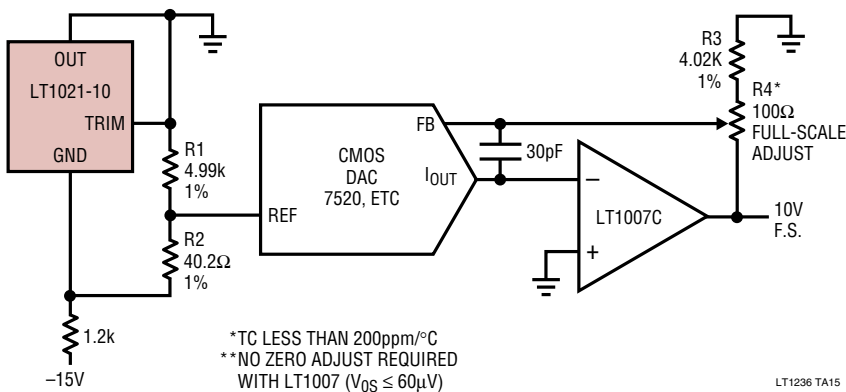 OUT
LT1021-10
TRIM
GND
R1
4.99k
1%
R2
40.2Ω
1%
1.2k
–15V
REF
CMOS
DAC
7520, ETC
FB
IOUT
30pF
–
+
LT1007C
R3
4.02K
1%
R4*
100Ω
FULL-SCALE
ADJUST
10V
F.S.
*TC LESS THAN 200ppm/°C
**NO ZERO ADJUST REQUIRED
WITH LT1007 (V0S ≤ 60µV)
LT1236 TA15